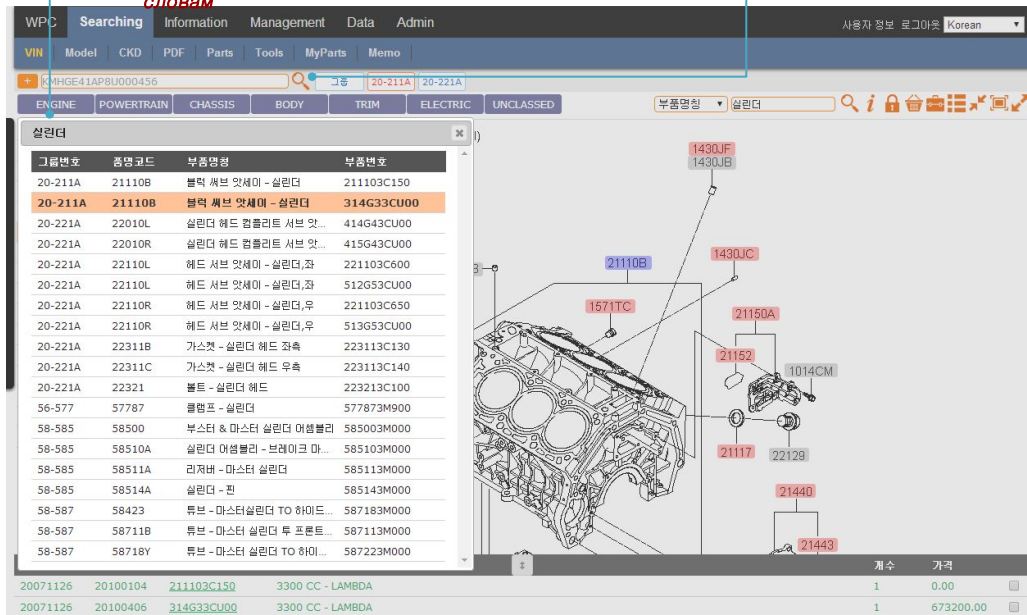 словам
WPC Searching Information Management Data Admin 사용자 정보 로그아웃 Korean
VIN Model CKD PDF Parts Tools MyParts Memo
+ KMHGE41AP8U000456 그룹 20-211A 20-221A
ENGINE POWERTRAIN CHASSIS BODY TRIM ELECTRIC UNCLASSED 부품명칭 실린더
실린더
그룹번호 품명코드 부품명칭 부품번호
20-211A 21110B 블럭 써브 앗세이 - 실린더 211103C150
20-211A 21110B 블럭 써브 앗세이 - 실린더 314G33CU00
20-221A 22010L 실린더 헤드 컴플리트 서브 앗... 414G43CU00
20-221A 22010R 실린더 헤드 컴플리트 서브 앗... 415G43CU00
20-221A 22110L 헤드 서브 앗세이 - 실린더,좌 221103C600
20-221A 22110L 헤드 서브 앗세이 - 실린더,좌 512G53CU00
20-221A 22110R 헤드 서브 앗세이 - 실린더,우 221103C650
20-221A 22110R 헤드 서브 앗세이 - 실린더,우 513G53CU00
20-221A 22311B 가스켓 - 실린더 헤드 좌측 223113C130
20-221A 22311C 가스켓 - 실린더 헤드 우측 223113C140
20-221A 22321 볼트 - 실린더 헤드 223213C100
56-577 57787 클램프 - 실린더 577873M900
58-585 58500 부스터 & 마스터 실린더 어셈블리 585003M000
58-585 58510A 실린더 어셈블리 - 브레이크 마... 585103M000
58-585 58511A 리저버 - 마스터 실린더 585113M000
58-585 58514A 실린더 - 핀 585143M000
58-587 58423 튜브 - 마스터실린더 TO 하이드... 587183M000
58-587 58711B 튜브 - 마스터 실린더 투 프론트... 587113M000
58-587 58718Y 튜브 - 마스터 실린더 TO 하이... 587223M000
1430JF
1430JB
1430JC
21110B
1571TC
21150A
21152
1014CM
21117
22129
21440
21443
개수 가격
20071126 20100104 211103C150 3300 CC - LAMBDA 1 0.00
20071126 20100406 314G33CU00 3300 CC - LAMBDA 1 673200.00